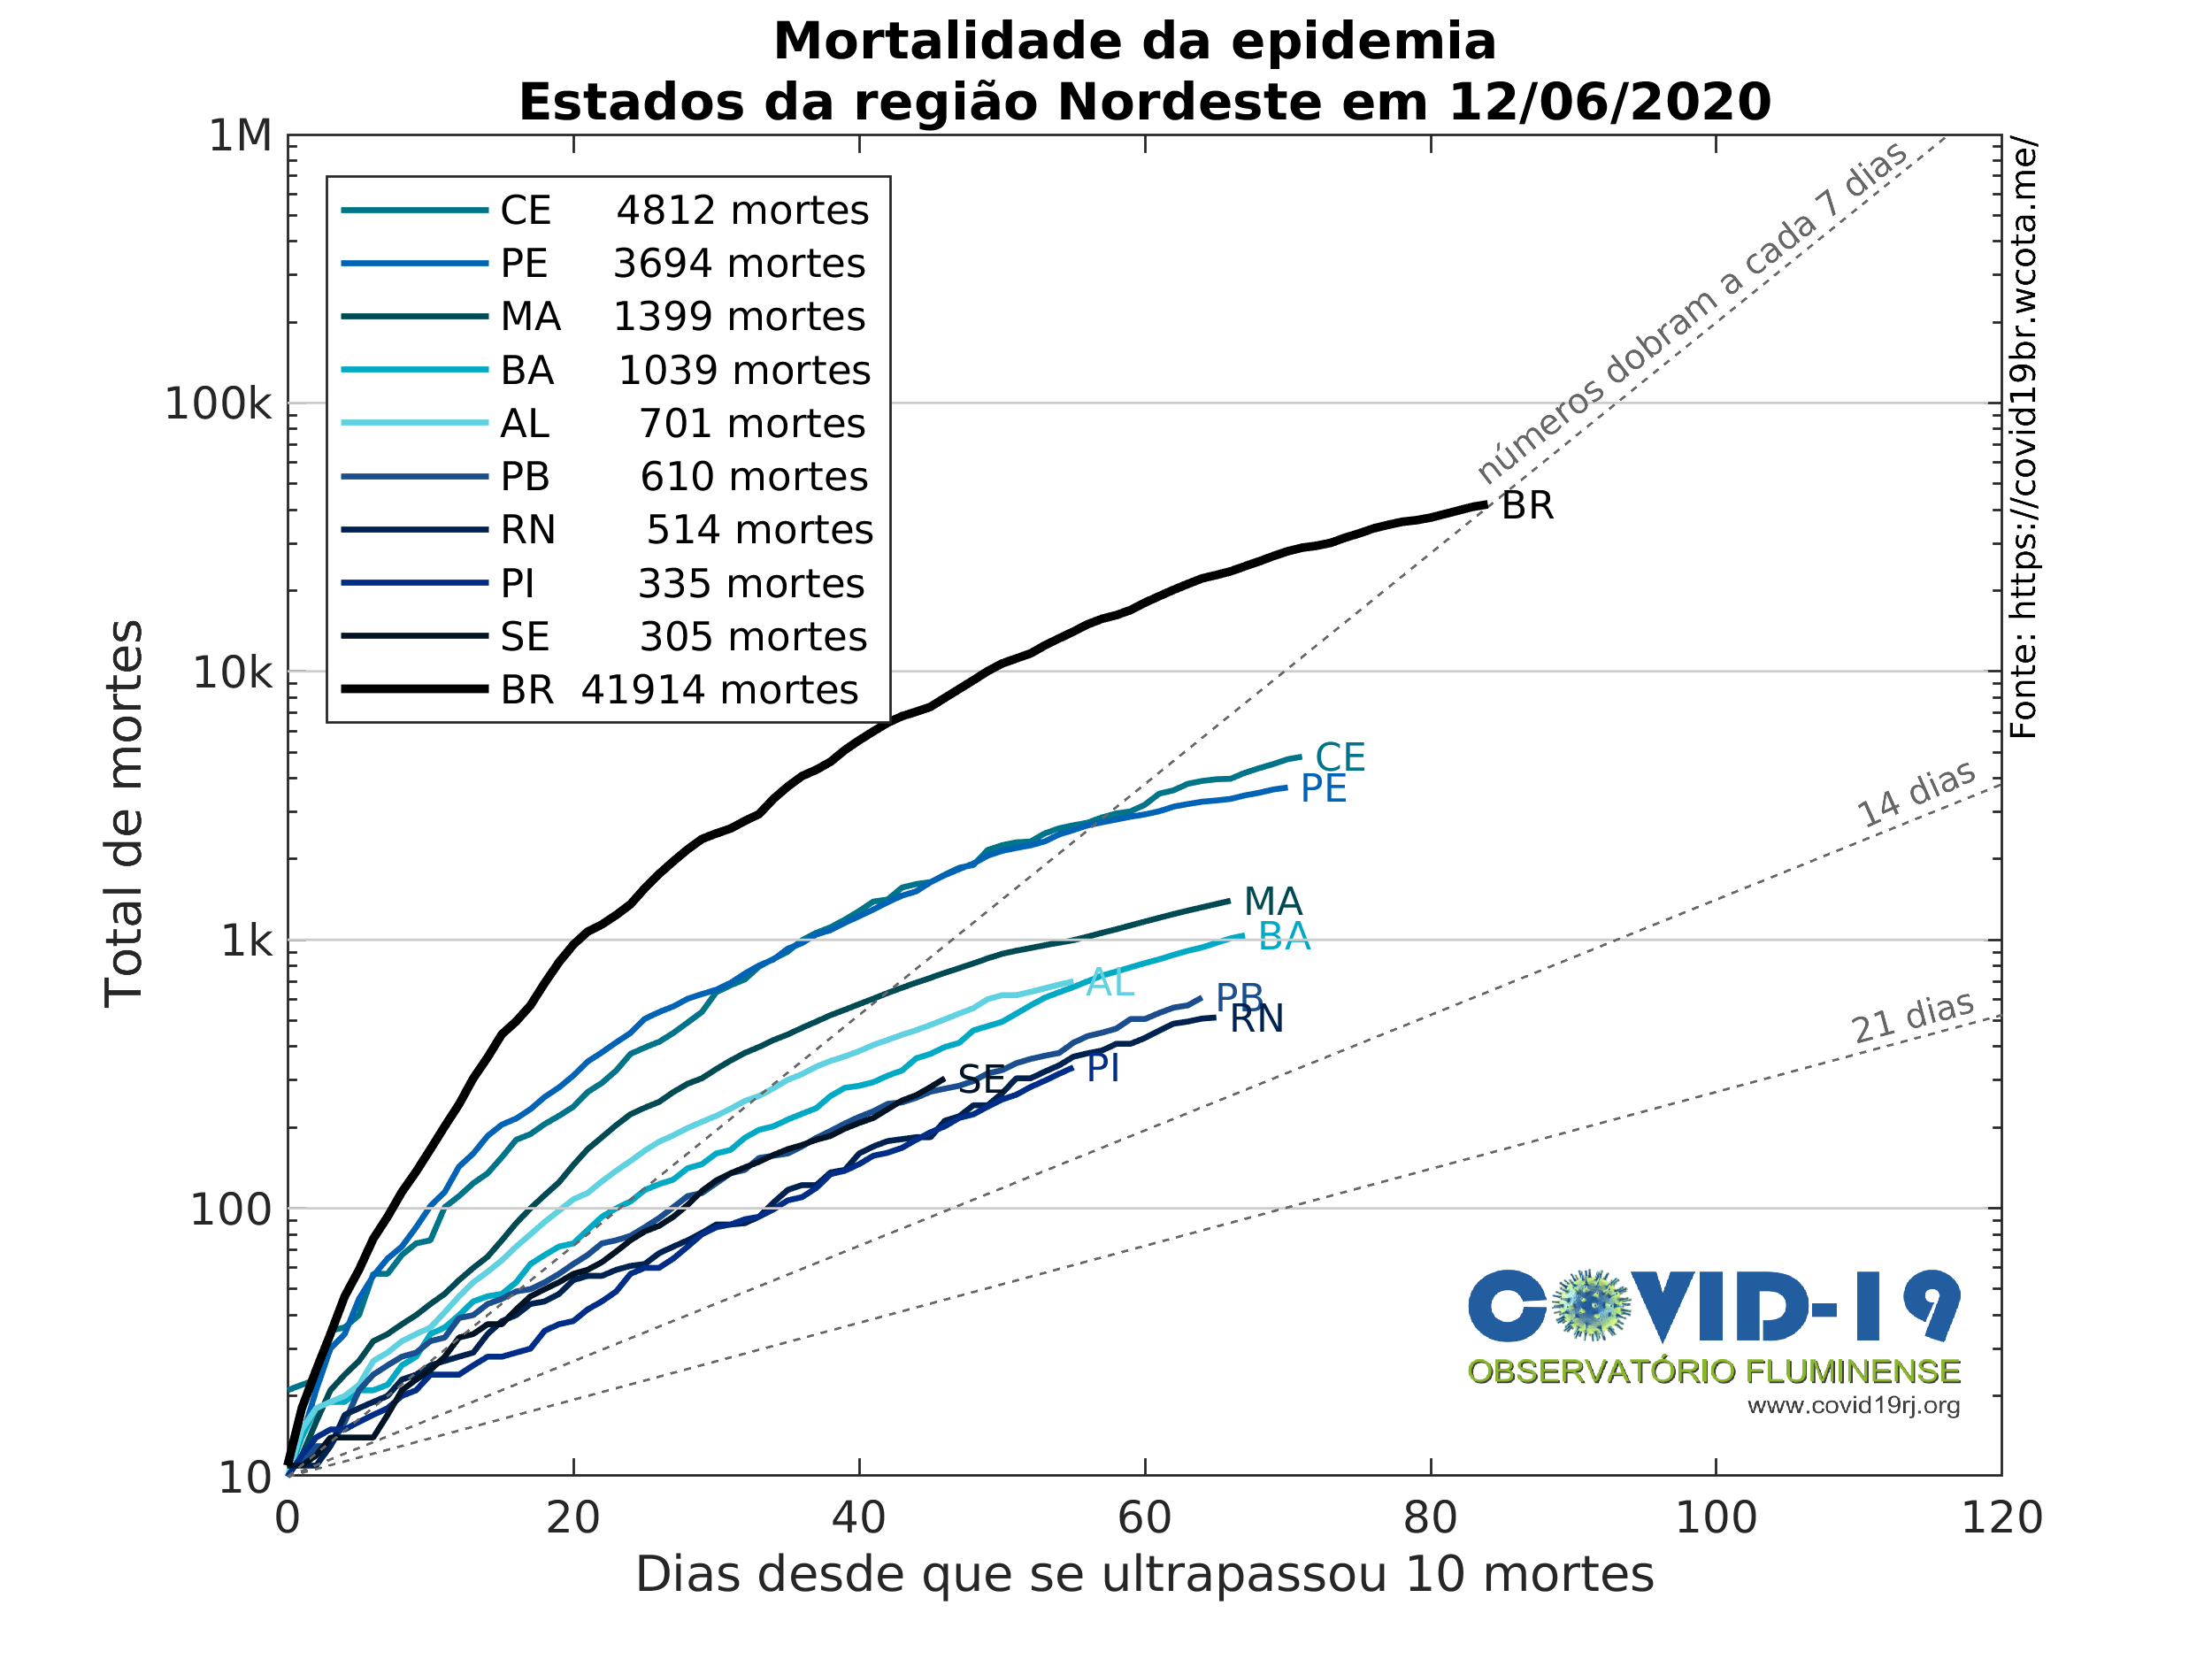 Mortalidade da epidemia
Estados da região Nordeste em 12/06/2020
Total de mortes
1M
100k
10k
1k
100
10
CE 4812 mortes
PE 3694 mortes
MA 1399 mortes
BA 1039 mortes
AL 701 mortes
PB 610 mortes
RN 514 mortes
PI 335 mortes
SE 305 mortes
BR 41914 mortes
números dobram a cada 7 dias
14 dias
21 dias
BR
CE
PE
MA
BA
AL
PB
RN
PI
SE
Fonte: https://covid19br.wcota.me/
COVID-19
OBSERVATÓRIO FLUMINENSE
www.covid19rj.org
0 20 40 60 80 100 120
Dias desde que se ultrapassou 10 mortes